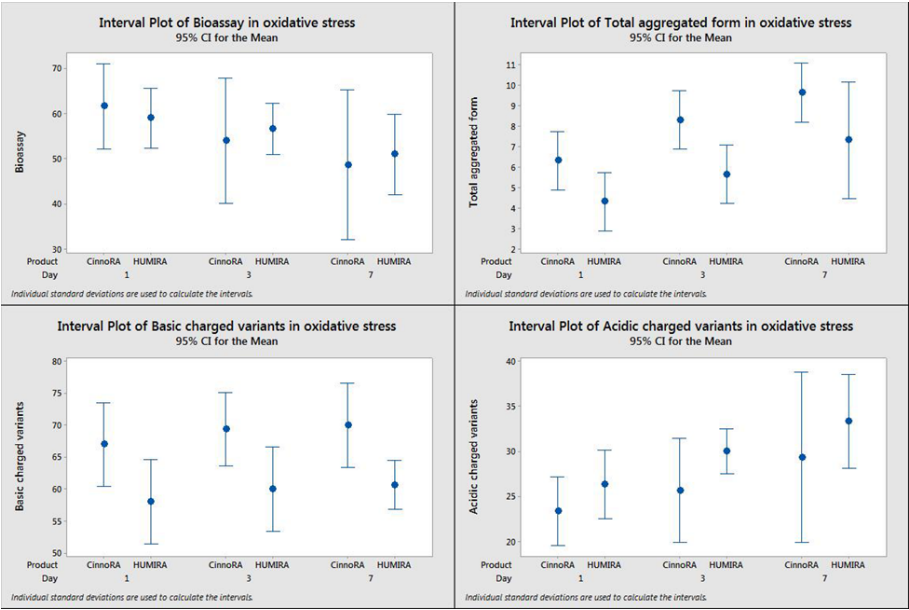 Interval Plot of Bioassay in oxidative stress
95% CI for the Mean
Bioassay
70
60
50
40
30
Product CinnoRA HUMIRA CinnoRA HUMIRA CinnoRA HUMIRA
Day 1 3 7
Individual standard deviations are used to calculate the intervals.
Interval Plot of Total aggregated form in oxidative stress
95% CI for the Mean
Total aggregated form
11
10
9
8
7
6
5
4
3
2
Product CinnoRA HUMIRA CinnoRA HUMIRA CinnoRA HUMIRA
Day 1 3 7
Individual standard deviations are used to calculate the intervals.
Interval Plot of Basic charged variants in oxidative stress
95% CI for the Mean
Basic charged variants
80
75
70
65
60
55
50
Product CinnoRA HUMIRA CinnoRA HUMIRA CinnoRA HUMIRA
Day 1 3 7
Individual standard deviations are used to calculate the intervals.
Interval Plot of Acidic charged variants in oxidative stress
95% CI for the Mean
Acidic charged variants
40
35
30
25
20
Product CinnoRA HUMIRA CinnoRA HUMIRA CinnoRA HUMIRA
Day 1 3 7
Individual standard deviations are used to calculate the intervals.